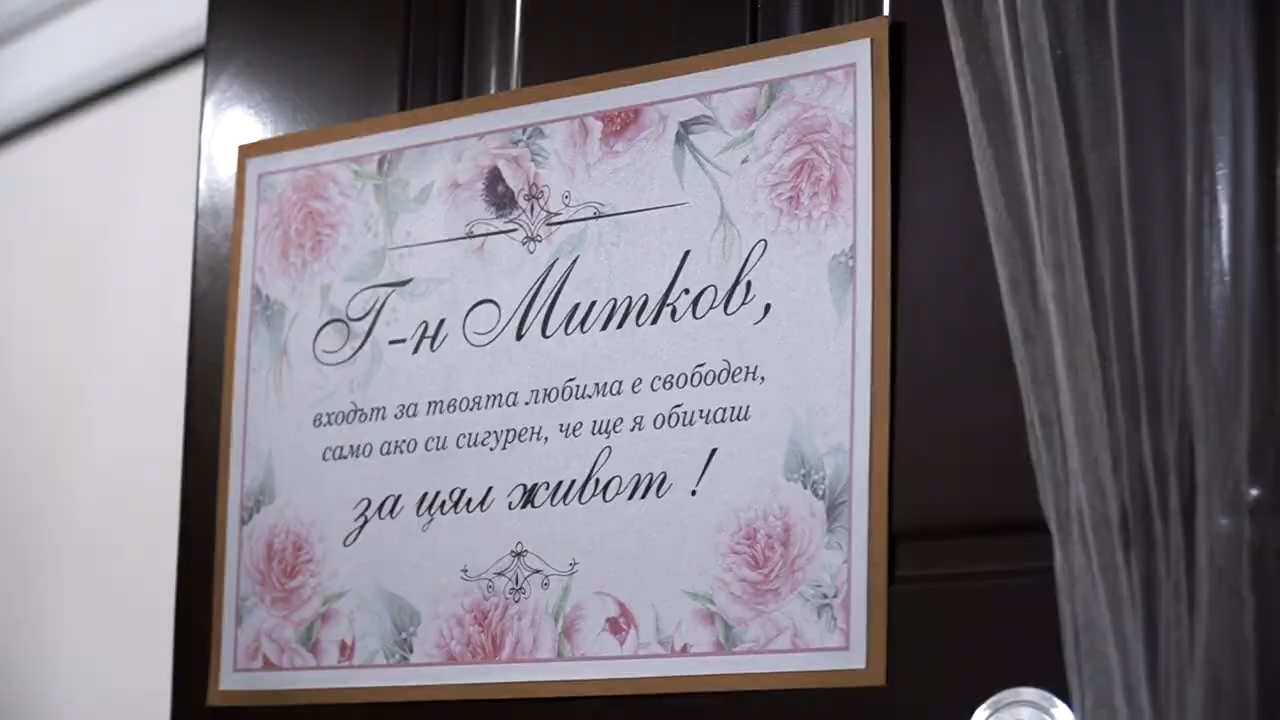 Г-н Митков,
входът за твоята любима е свободен,
само ако си сигурен, че ще я обичаш
за цял живот !